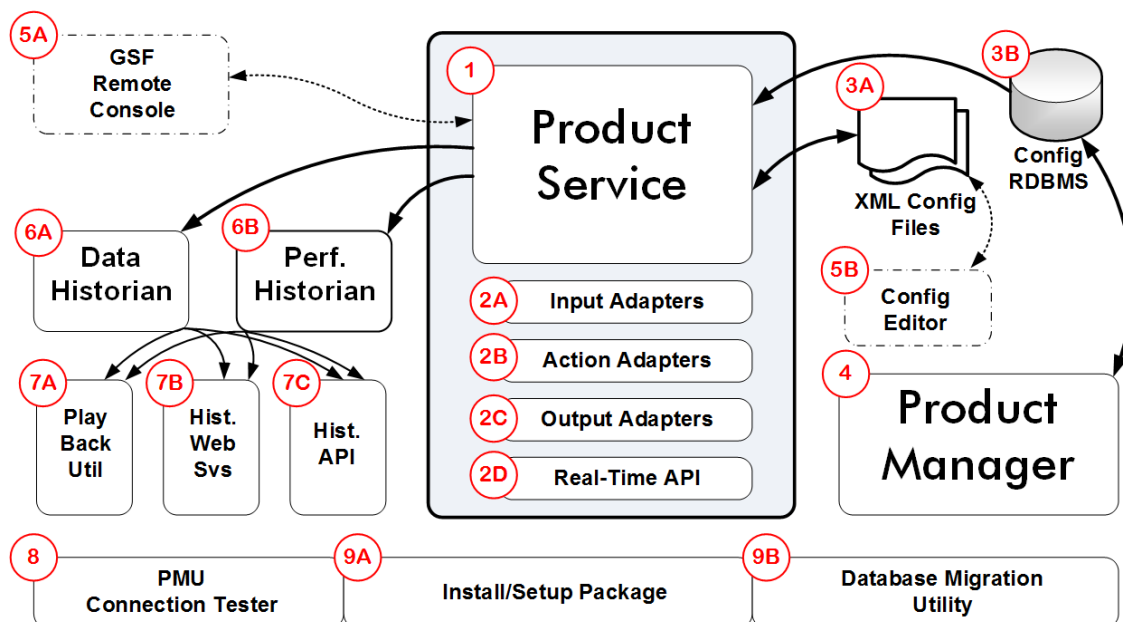 5A
GSF
Remote
Console
1
Product
Service
3A
3B
Config
RDBMS
XML Config
Files
6A
Data
Historian
6B
Perf.
Historian
2A
Input Adapters
5B
Config
Editor
2B
Action Adapters
7A
Play
Back
Util
7B
Hist.
Web
Svs
7C
Hist.
API
2C
Output Adapters
2D
Real-Time API
4
Product
Manager
8
PMU
Connection Tester
9A
Install/Setup Package
9B
Database Migration
Utility